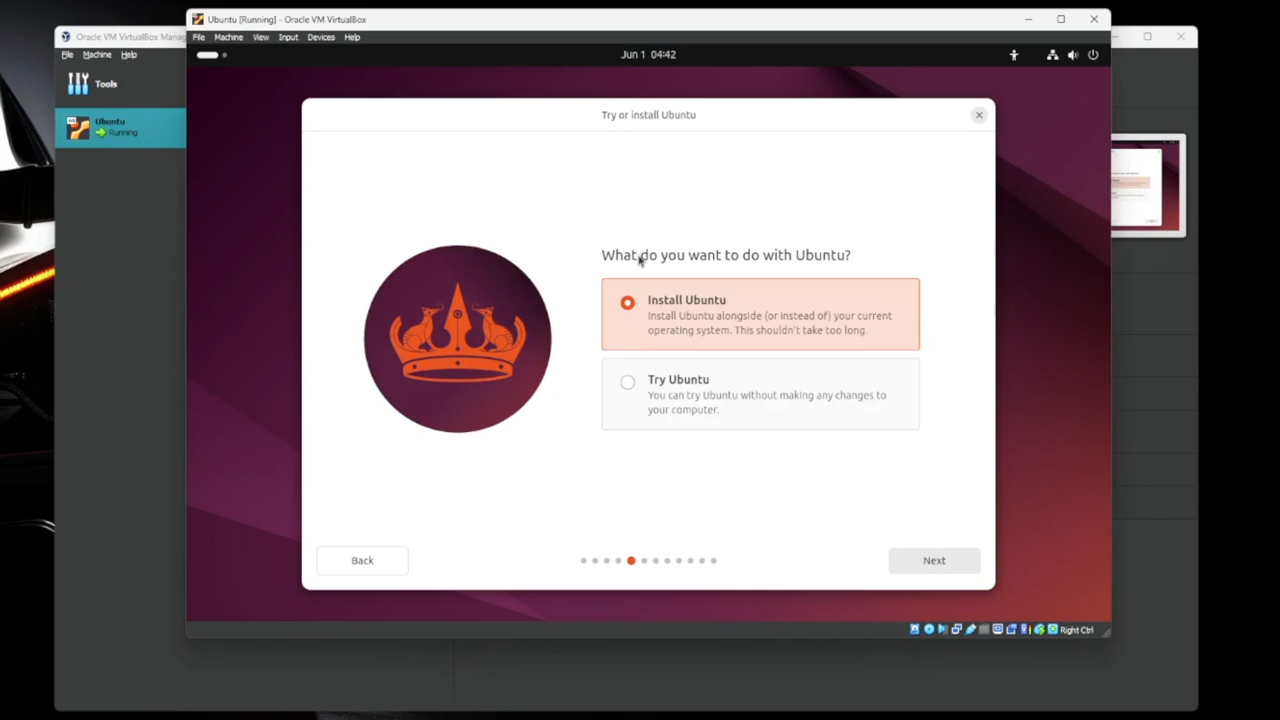 Ubuntu [Running] - Oracle VM VirtualBox
File Machine View Input Devices Help
Oracle VM VirtualBox Mana
File Machine Help
Tools
Ubuntu
Running
Jun 1 04:42
Try or install Ubuntu
What do you want to do with Ubuntu?
Install Ubuntu
Install Ubuntu alongside (or instead of) your current
operating system. This shouldn't take too long.
Try Ubuntu
You can try Ubuntu without making any changes to
your computer.
Back
Next
Right Ctrl